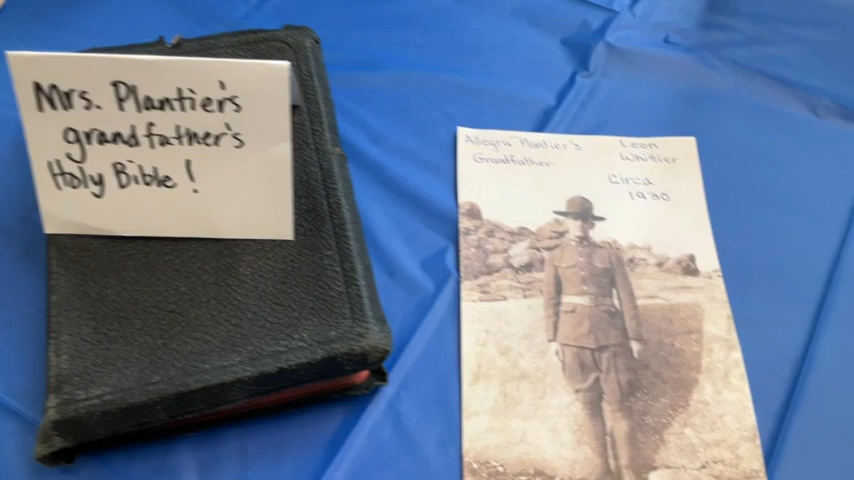 Mrs. Plantier's
grandfather's
Holy Bible!
Allegra Plantier's
Grandfather
Leon
Whittier
Circa
1930